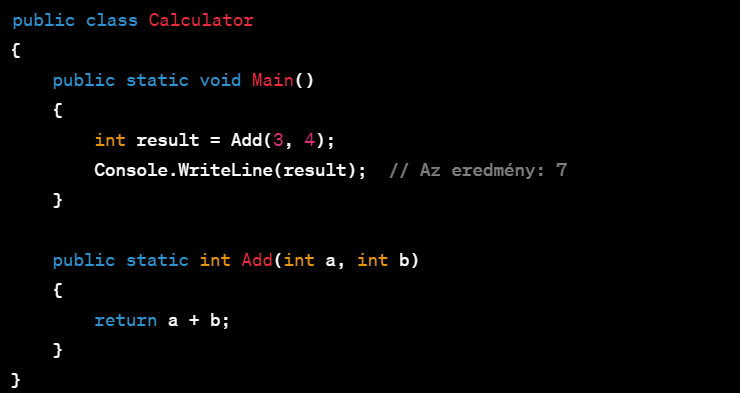 public class Calculator
{
    public static void Main()
    {
        int result = Add(3, 4);
        Console.WriteLine(result);  // Az eredmény: 7
    }

    public static int Add(int a, int b)
    {
        return a + b;
    }
}